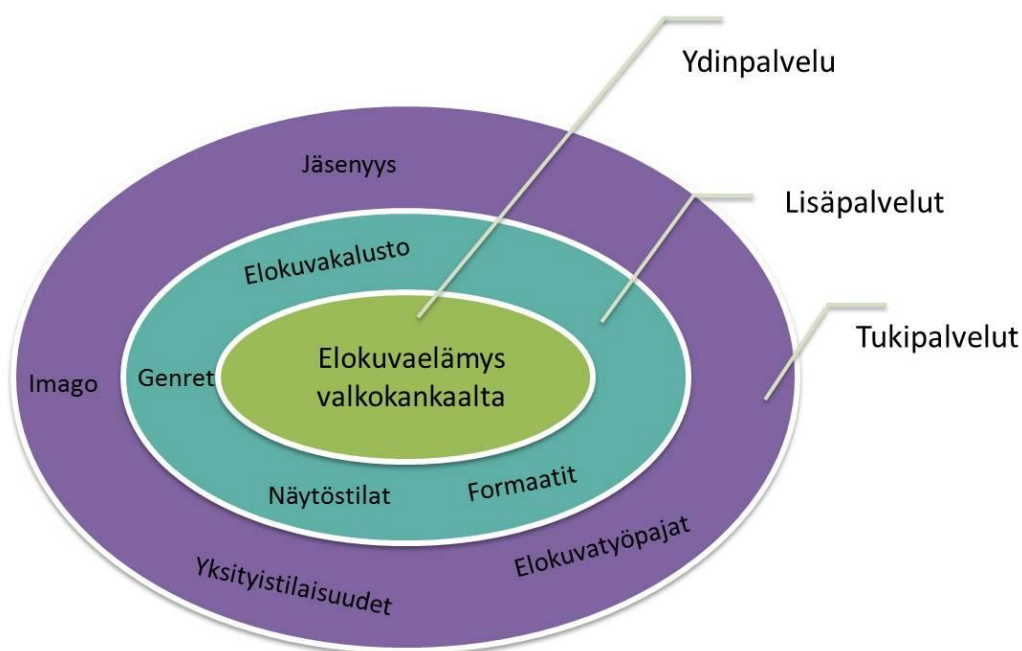 Ydinpalvelu
Jäsenyys
Lisäpalvelut
Elokuvakalusto
Tukipalvelut
Elokuvaelämys
valkokankaalta
Imago
Genret
Näytöstilat
Formaatit
Elokuvatyöpajat
Yksityistilaisuudet